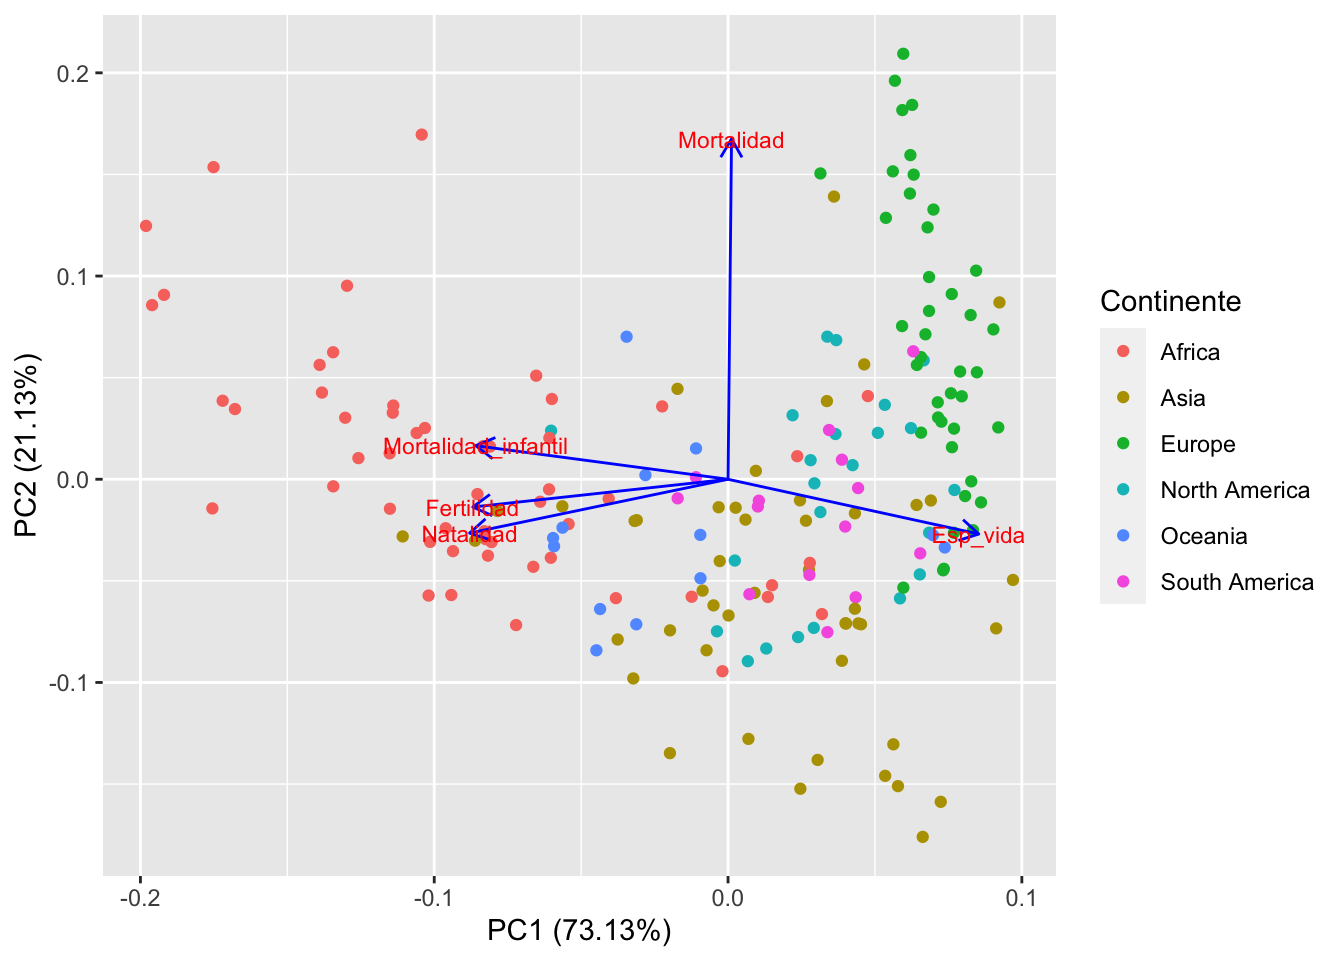 0.2
0.1
0.0
-0.1
PC2 (21.13%)
Mortalidad
Mortalidad_infantil
Fertilidad
Natalidad
Esp_vida
-0.2
-0.1
0.0
0.1
PC1 (73.13%)
Continente
Africa
Asia
Europe
North America
Oceania
South America